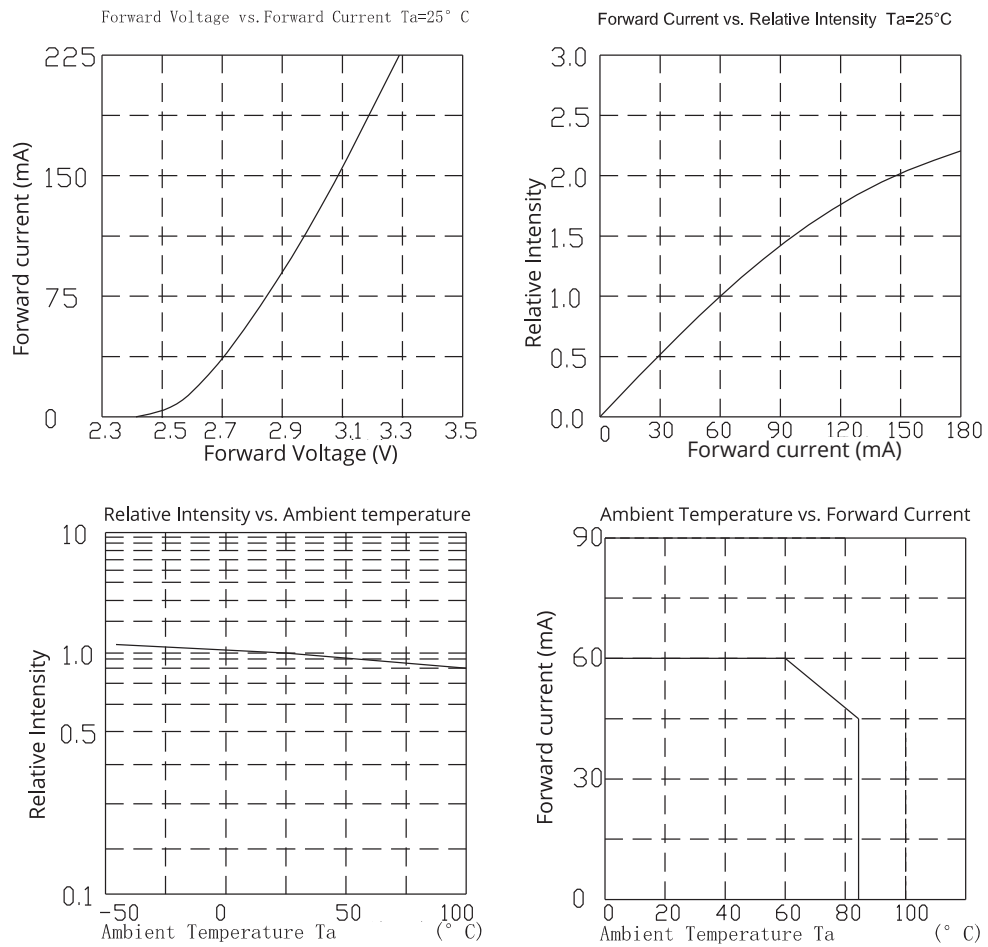 Forward Voltage vs.Forward Current Ta=25° C
225
150
75
0
Forward current (mA)
2.3 2.5 2.7 2.9 3.1 3.3 3.5
Forward Voltage (V)
Forward Current vs. Relative Intensity Ta=25°C
3.0
2.5
2.0
1.5
1.0
0.5
0.0
Relative Intensity
0 30 60 90 120 150 180
Forward current (mA)
Relative Intensity vs. Ambient temperature
10
1.0
0.5
0.1
Relative Intensity
-50 0 50 100
Ambient Temperature Ta (° C)
Ambient Temperature vs. Forward Current
90
60
30
0
Forward current (mA)
0 20 40 60 80 100
Ambient Temperature Ta (° C)